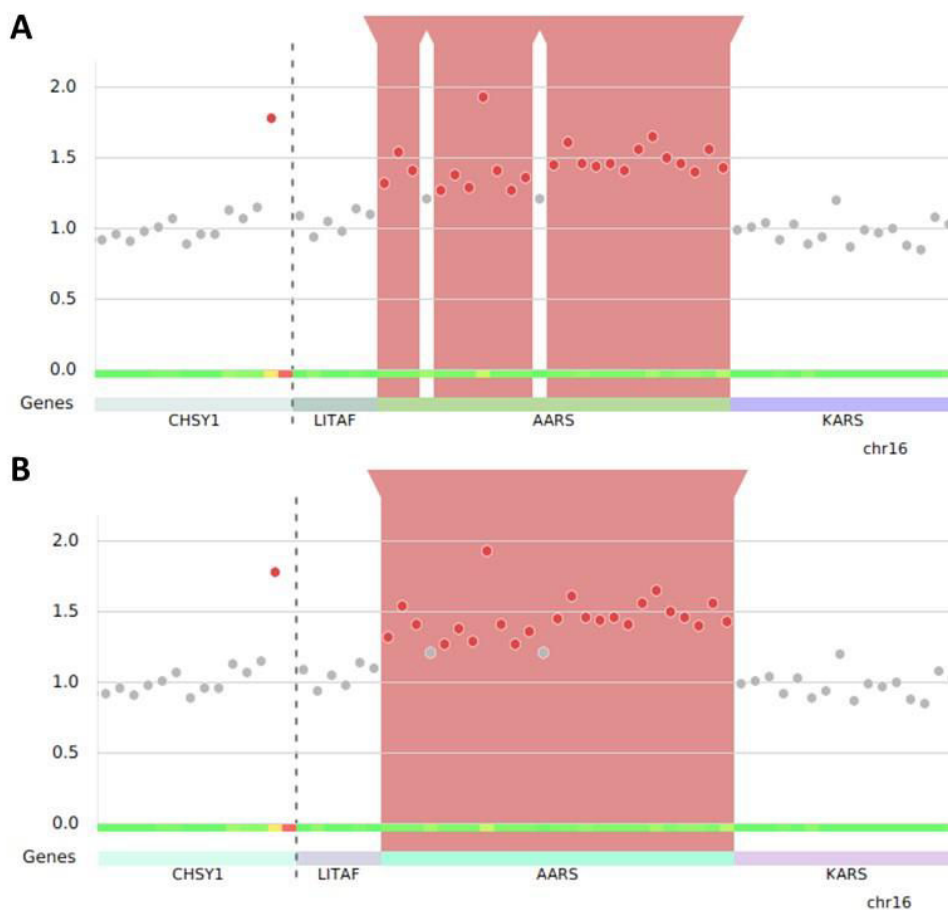 A
2.0
1.5
1.0
0.5
0.0
Genes
CHSY1 LITAF AARS KARS
chr16
B
2.0
1.5
1.0
0.5
0.0
Genes
CHSY1 LITAF AARS KARS
chr16